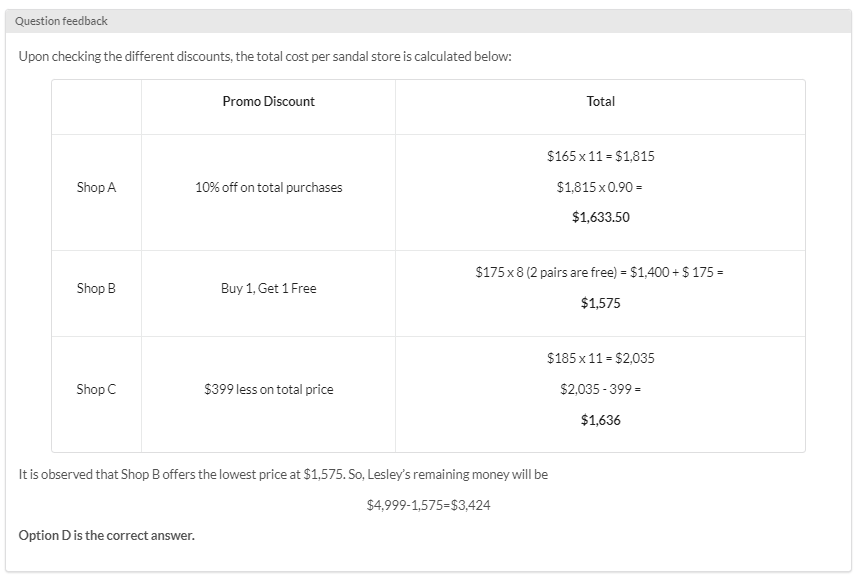 Question feedback
Upon checking the different discounts, the total cost per sandal store is calculated below:
Promo Discount
Total
Shop A
10% off on total purchases
$165 x 11 = $1,815
$1,815 x 0.90 =
$1,633.50
Shop B
Buy 1, Get 1 Free
$175 x 8 (2 pairs are free) = $1,400 + $ 175 =
$1,575
Shop C
$399 less on total price
$185 x 11 = $2,035
$2,035 - 399 =
$1,636
It is observed that Shop B offers the lowest price at $1,575. So, Lesley's remaining money will be
$4,999-1,575=$3,424
Option D is the correct answer.